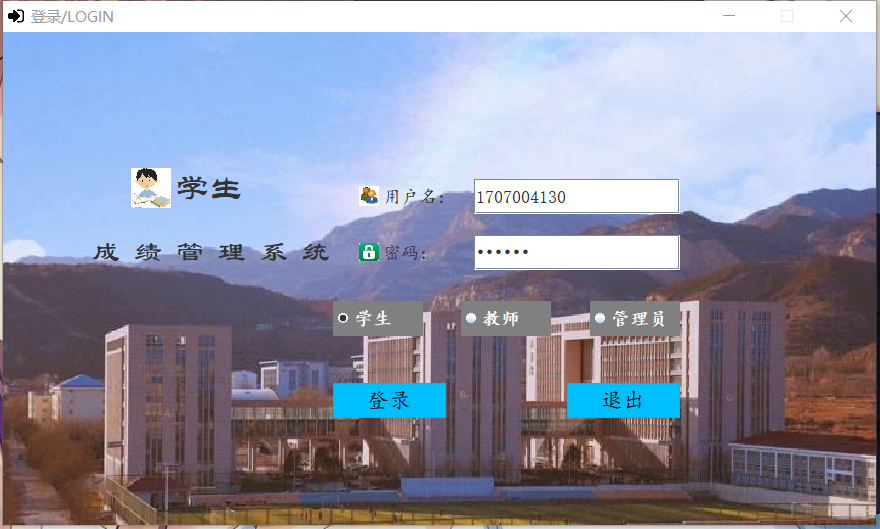 登录/LOGIN
学生
用户名：
1707004130
成绩管理系统
密码：
••••••
学生
教师
管理员
登录
退出